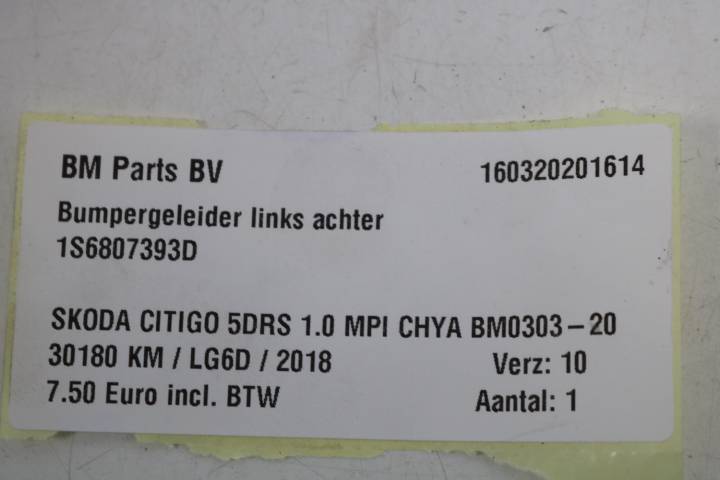 BM Parts BV 160320201614
Bumpergeleider links achter
1S6807393D
SKODA CITIGO 5DRS 1.0 MPI CHYA BM0303-20
30180 KM / LG6D / 2018 Verz: 10
7.50 Euro incl. BTW Aantal: 1